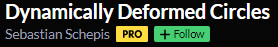 Dynamically Deformed Circles
Sebastian Schepis PRO + Follow